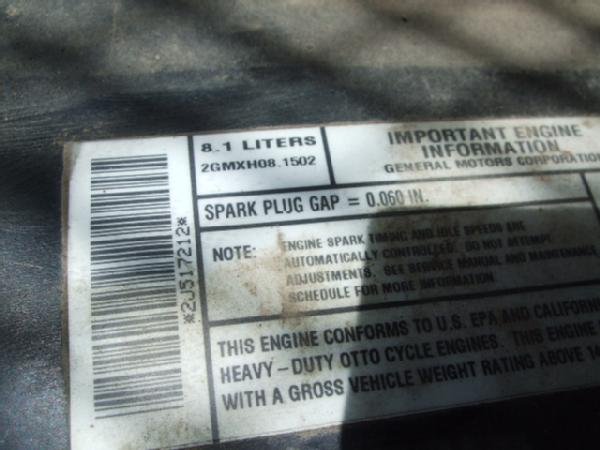 8.1 LITERS
2GMXH08.1502
IMPORTANT ENGINE
INFORMATION
GENERAL MOTORS CORPORATION
SPARK PLUG GAP = 0.060 IN.
NOTE: ENGINE SPARK TIMING AND IDLE SPEEDS ARE
AUTOMATICALLY CONTROLLED. DO NOT ATTEMPT
ADJUSTMENTS. SEE SERVICE MANUAL AND MAINTENANCE
SCHEDULE FOR MORE INFORMATION.
THIS ENGINE CONFORMS TO U.S. EPA AND CALIFORNI
HEAVY-DUTY OTTO CYCLE ENGINES. THIS ENGINE
WITH A GROSS VEHICLE WEIGHT RATING ABOVE 14
*2J517212*